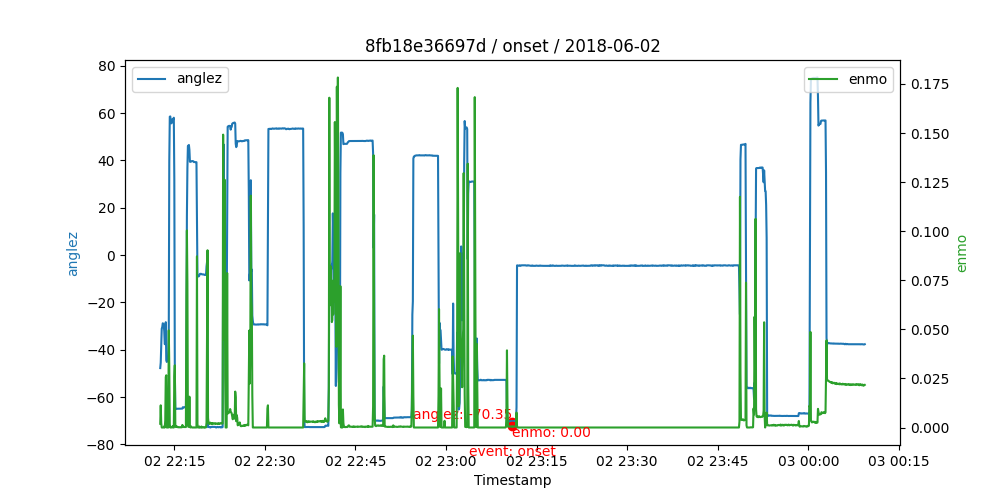 8fb18e36697d / onset / 2018-06-02
anglez
enmo
80
60
40
20
0
−20
−40
−60
−80
anglez
0.175
0.150
0.125
0.100
0.075
0.050
0.025
0.000
enmo
anglez: -70.35
enmo: 0.00
event: onset
02 22:15
02 22:30
02 22:45
02 23:00
02 23:15
02 23:30
02 23:45
03 00:00
03 00:15
Timestamp